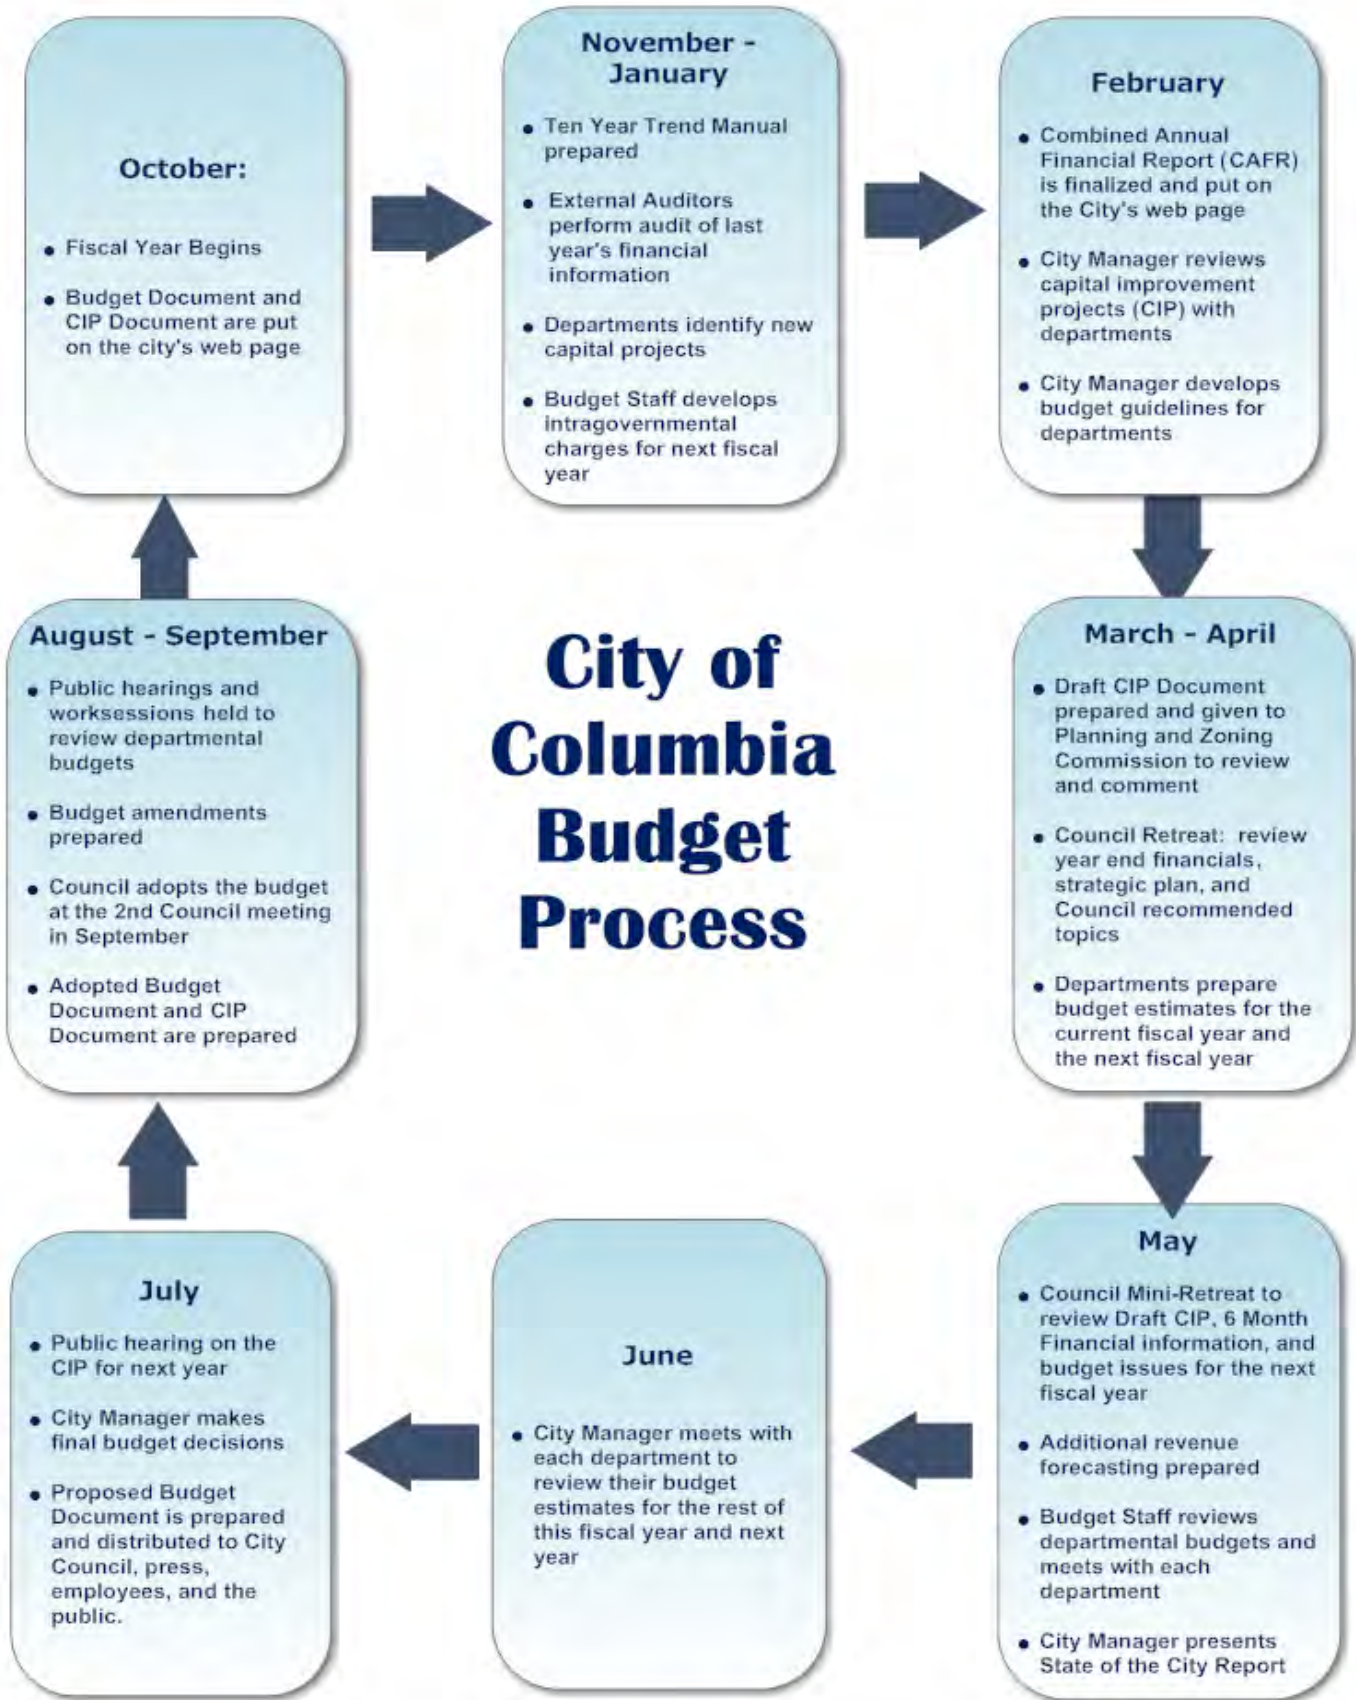 October:
• Fiscal Year Begins
• Budget Document and
CIP Document are put
on the city's web page
November -
January
• Ten Year Trend Manual
prepared
• External Auditors
perform audit of last
year's financial
information
• Departments identify new
capital projects
• Budget Staff develops
intragovernmental
charges for next fiscal
year
February
• Combined Annual
Financial Report (CAFR)
is finalized and put on
the City's web page
• City Manager reviews
capital improvement
projects (CIP) with
departments
• City Manager develops
budget guidelines for
departments
March - April
• Draft CIP Document
prepared and given to
Planning and Zoning
Commission to review
and comment
• Council Retreat: review
year end financials,
strategic plan, and
Council recommended
topics
• Departments prepare
budget estimates for the
current fiscal year and
the next fiscal year
May
• Council Mini-Retreat to
review Draft CIP, 6 Month
Financial information, and
budget issues for the next
fiscal year
• Additional revenue
forecasting prepared
• Budget Staff reviews
departmental budgets and
meets with each
department
• City Manager presents
State of the City Report
June
• City Manager meets with
each department to
review their budget
estimates for the rest of
this fiscal year and next
year
July
• Public hearing on the
CIP for next year
• City Manager makes
final budget decisions
• Proposed Budget
Document is prepared
and distributed to City
Council, press,
employees, and the
public.
August - September
• Public hearings and
worksessions held to
review departmental
budgets
• Budget amendments
prepared
• Council adopts the budget
at the 2nd Council meeting
in September
• Adopted Budget
Document and CIP
Document are prepared
City of
Columbia
Budget
Process